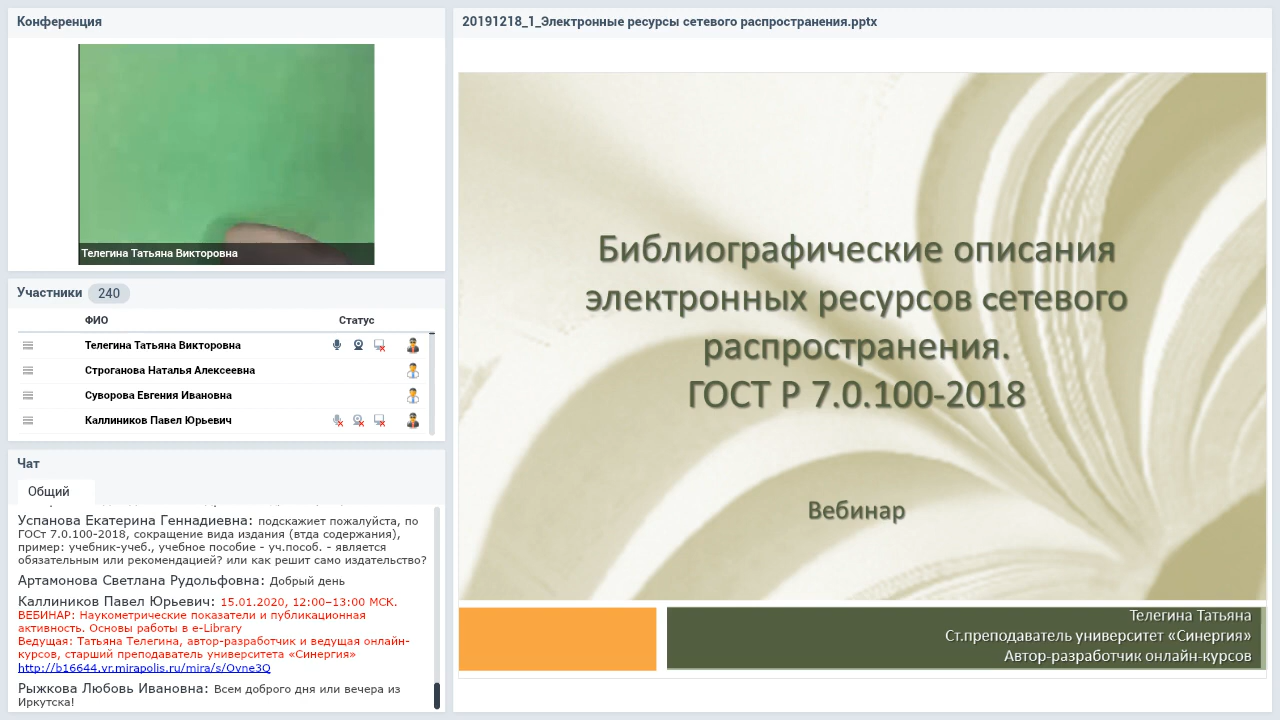 Конференция
Телегина Татьяна Викторовна
Участники 240
ФИО Статус
Телегина Татьяна Викторовна
Строганова Наталья Алексеевна
Суворова Евгения Ивановна
Каллиников Павел Юрьевич
Чат
Общий
Успанова Екатерина Геннадиевна: подскажиет пожалуйста, по
ГОСТ 7.0.100-2018, сокращение вида издания (втда содержания),
пример: учебник-учеб., учебное пособие - уч.пособ. - является
обязательным или рекомендацией? или как решит само издательство?
Артамонова Светлана Рудольфовна: Добрый день
Каллиников Павел Юрьевич: 15.01.2020, 12:00–13:00 МСК.
ВЕБИНАР: Наукометрические показатели и публикационная
активность. Основы работы в e-Library
Ведущая: Татьяна Телегина, автор-разработчик и ведущая онлайн-
курсов, старший преподаватель университета «Синергия»
http://b16644.vr.mirapolis.ru/mira/s/Ovne3Q
Рыжкова Любовь Ивановна: Всем доброго дня или вечера из
Иркутска!
20191218_1_Электронные ресурсы сетевого распространения.pptx
Библиографические описания
электронных ресурсов сетевого
распространения.
ГОСТ Р 7.0.100-2018
Вебинар
Телегина Татьяна
Ст.преподаватель университет «Синергия»
Автор-разработчик онлайн-курсов